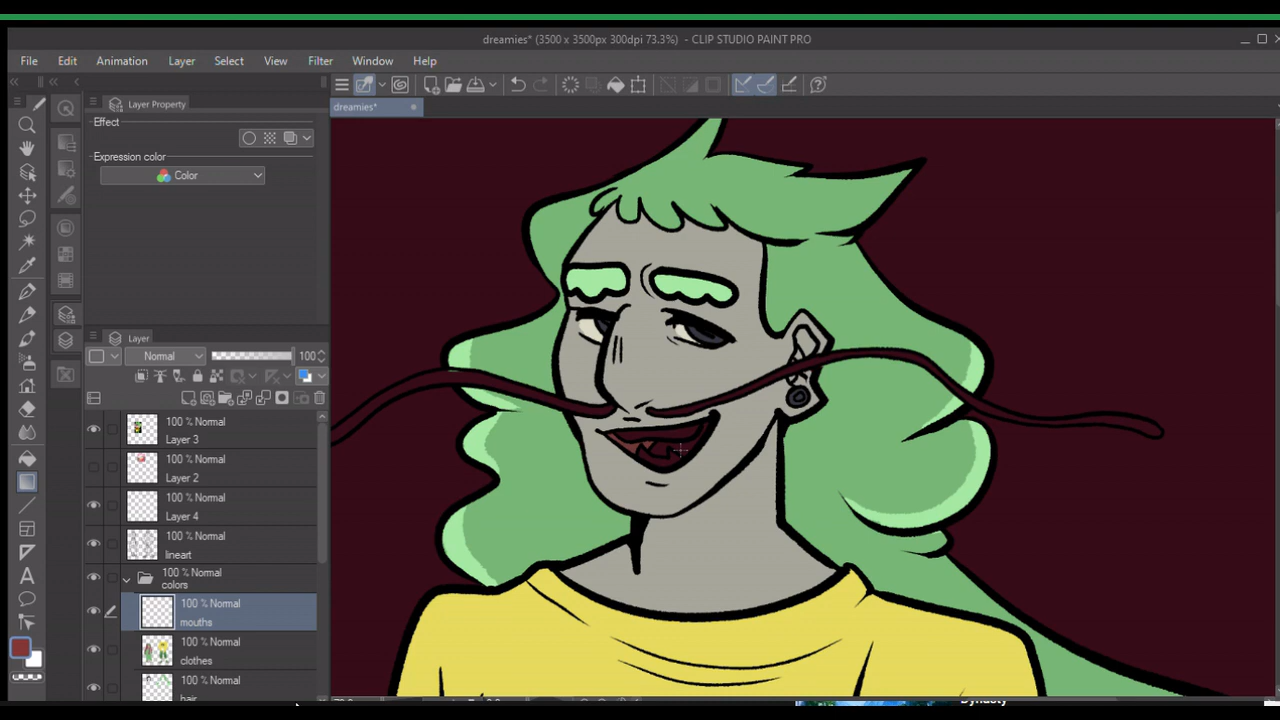 dreamies* (3500 x 3500px 300dpi 73.3%) - CLIP STUDIO PAINT PRO
File Edit Animation Layer Select View Filter Window Help
dreamies*
Layer Property
Effect
Expression color
Color
Layer
Normal 100
100 % Normal
Layer 3
100 % Normal
Layer 2
100 % Normal
Layer 4
100 % Normal
lineart
100 % Normal
colors
100 % Normal
mouths
100 % Normal
clothes
100 % Normal
hair
Dynasty